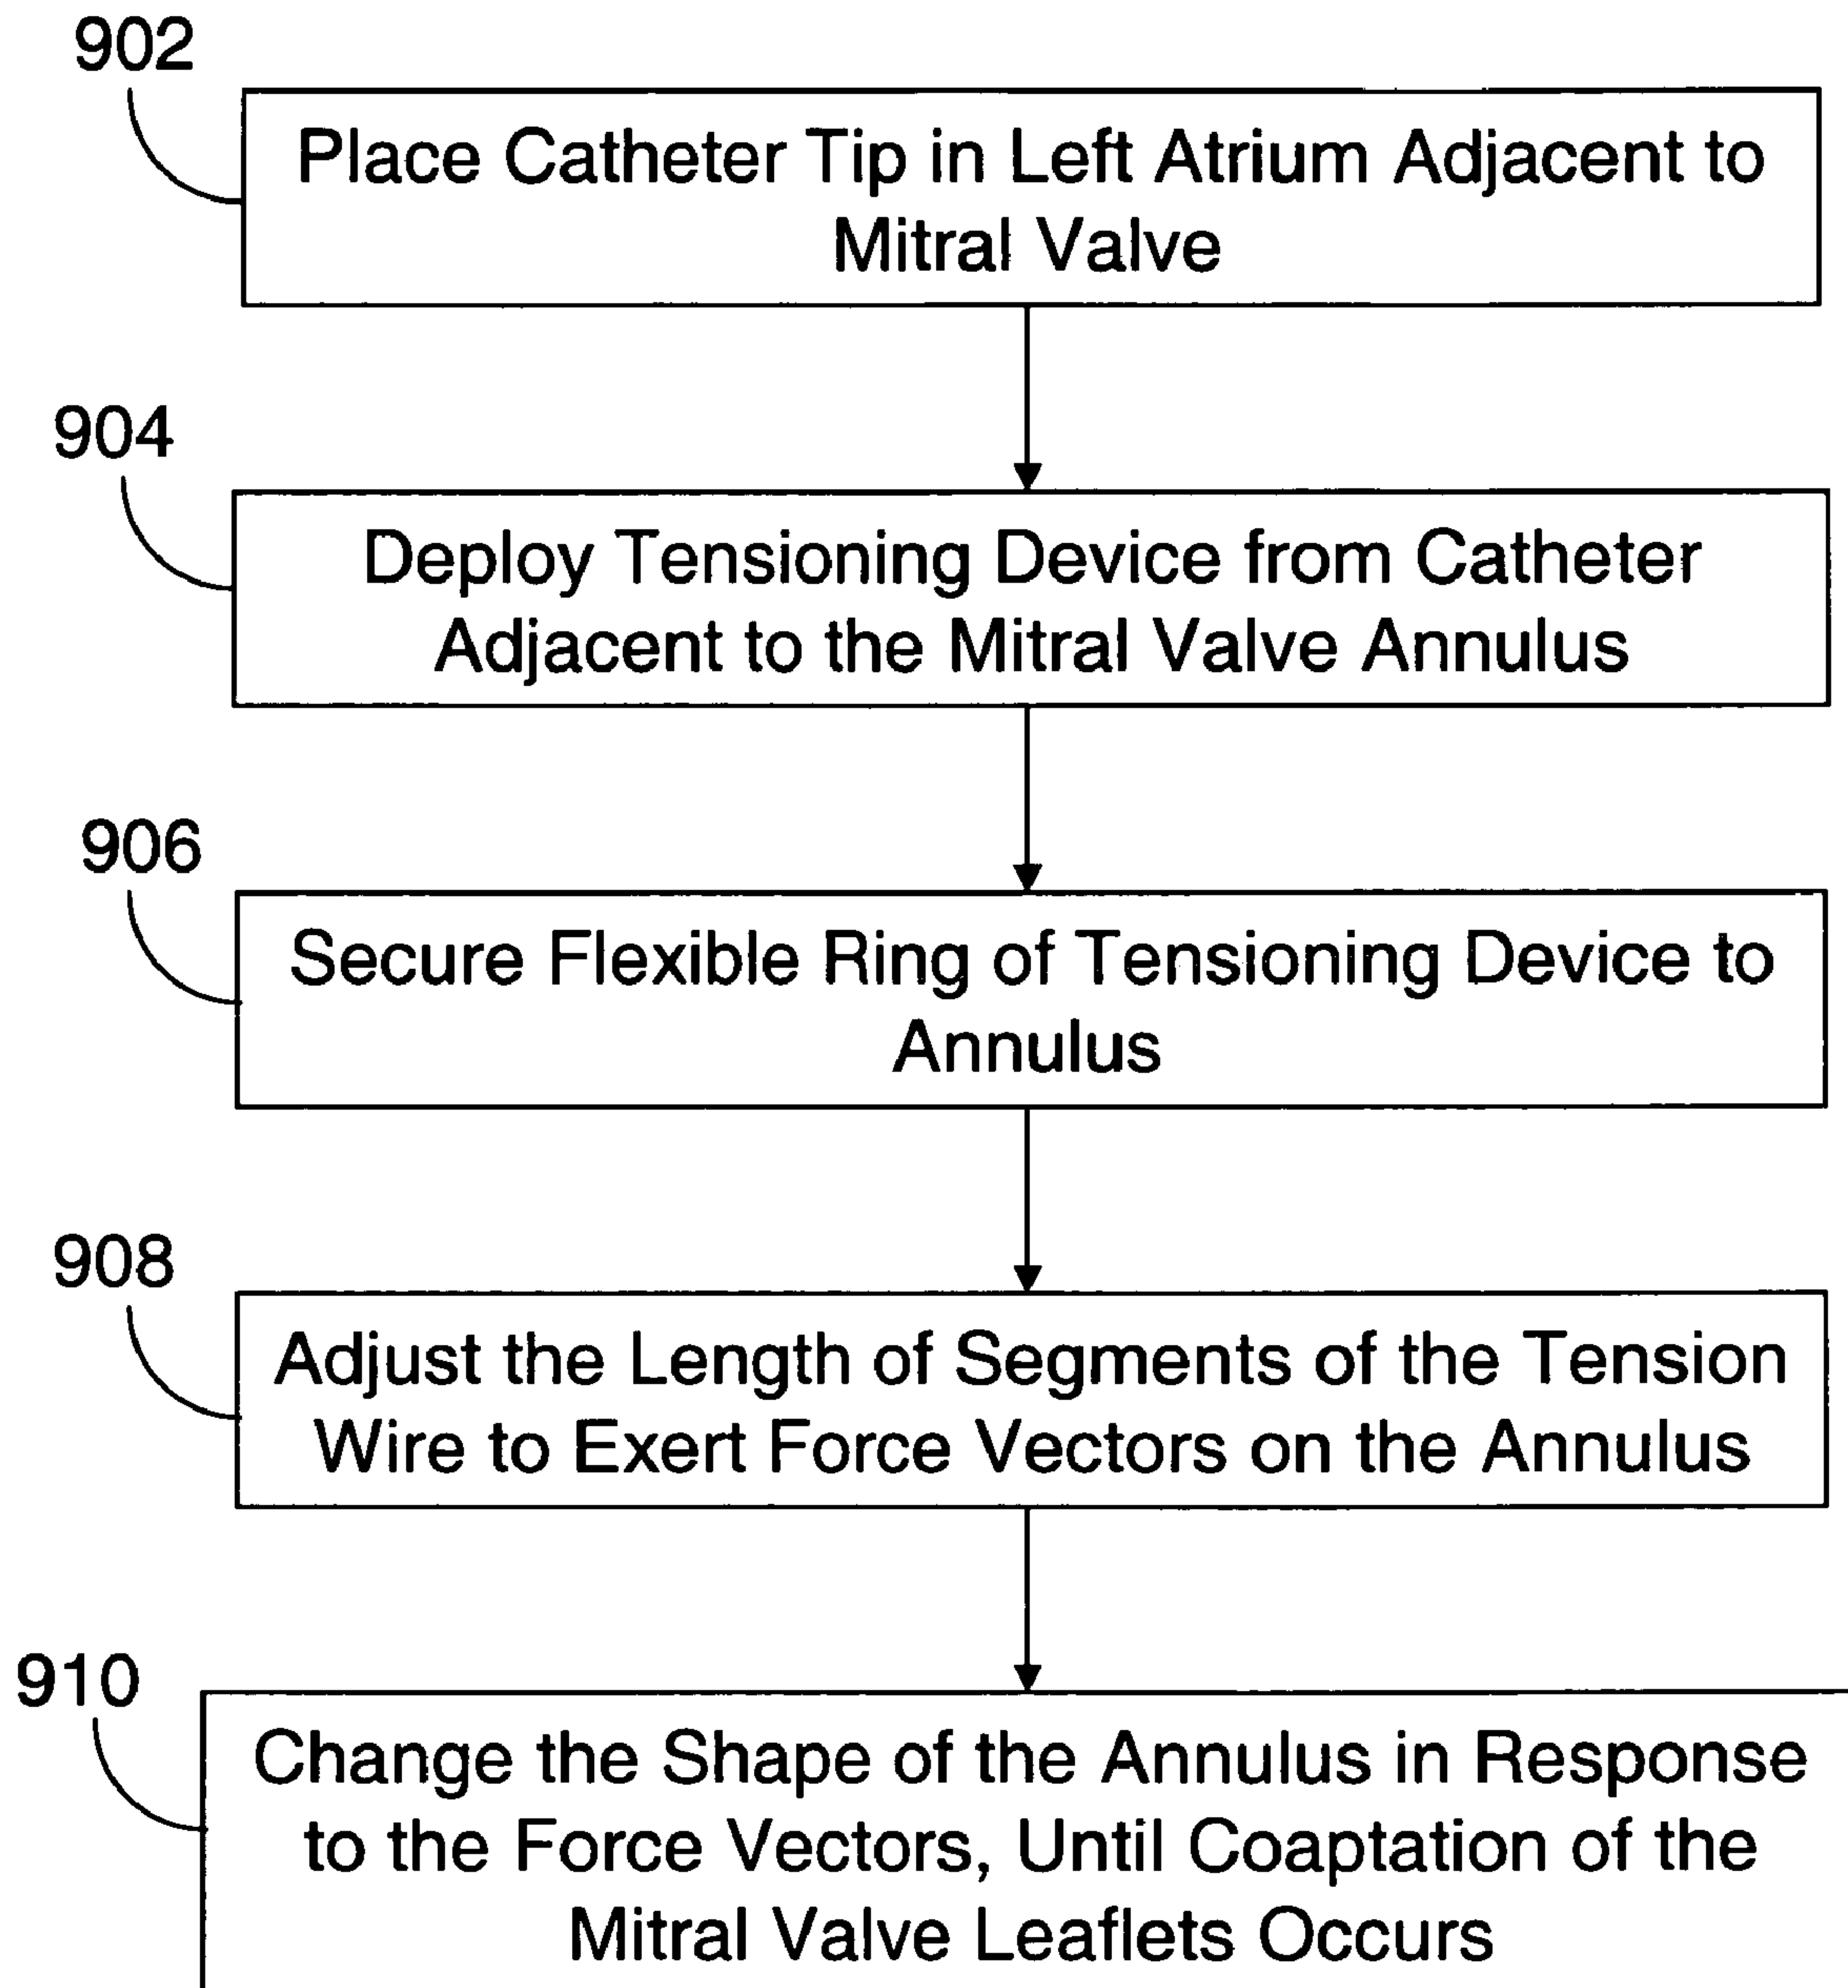 902
Place Catheter Tip in Left Atrium Adjacent to
Mitral Valve
904
Deploy Tensioning Device from Catheter
Adjacent to the Mitral Valve Annulus
906
Secure Flexible Ring of Tensioning Device to
Annulus
908
Adjust the Length of Segments of the Tension
Wire to Exert Force Vectors on the Annulus
910
Change the Shape of the Annulus in Response
to the Force Vectors, Until Coaptation of the
Mitral Valve Leaflets Occurs